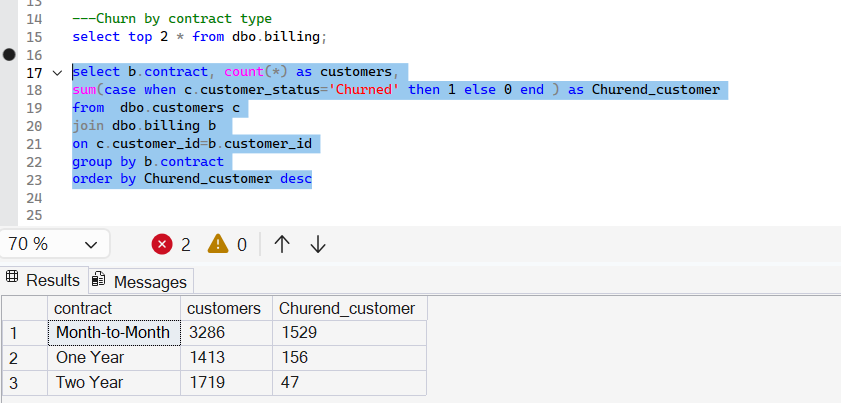 13
14 ---Churn by contract type
15 select top 2 * from dbo.billing;
16
17 select b.contract, count(*) as customers,
18 sum(case when c.customer_status='Churned' then 1 else 0 end ) as Churend_customer
19 from  dbo.customers c
20 join dbo.billing b
21 on c.customer_id=b.customer_id
22 group by b.contract
23 order by Churend_customer desc
24
25
70 % 2 0
Results Messages
contract customers Churend_customer
1 Month-to-Month 3286 1529
2 One Year 1413 156
3 Two Year 1719 47